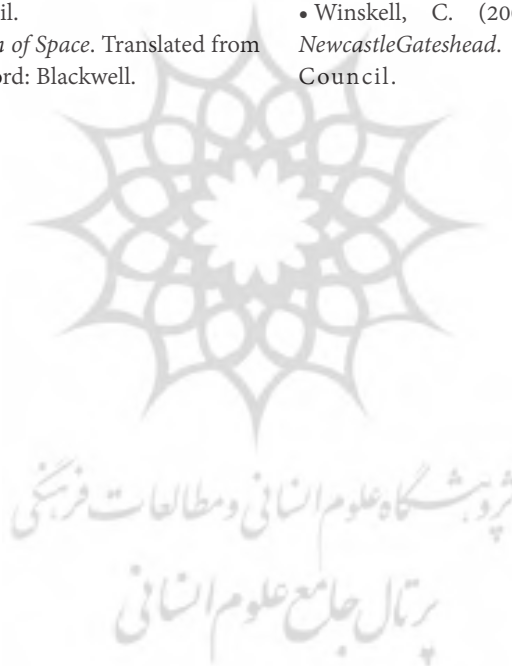 il.
n of Space. Translated from
ord: Blackwell.
• Winskell, C. (20
NewcastleGateshead.
Council.
پژوهشگاه علوم انسانی و مطالعات فرهنگی
پرتال جامع علوم انسانی